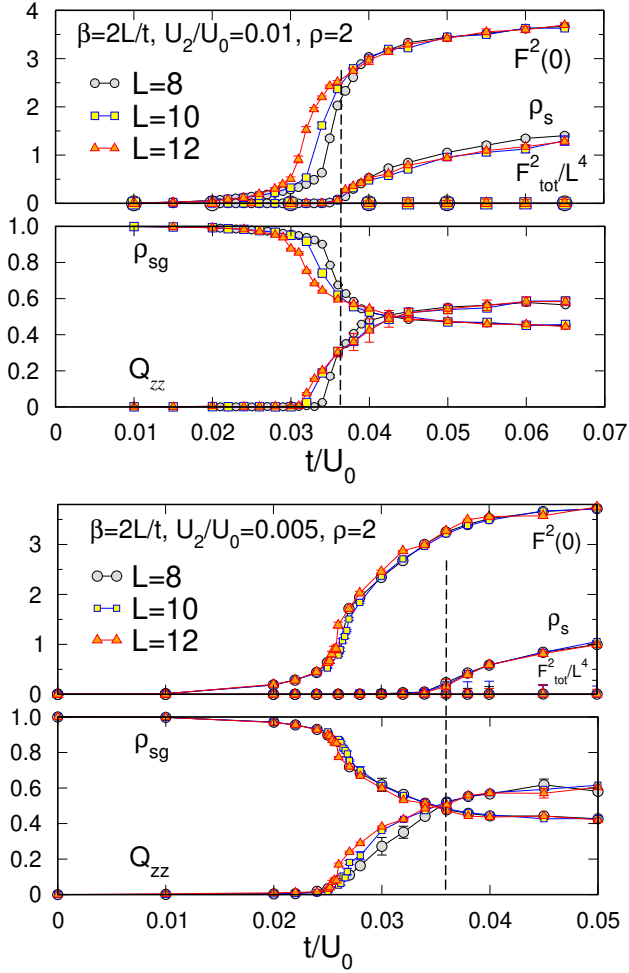 β=2L/t, U₂/U₀=0.01, ρ=2
L=8
L=10
L=12
F²(0)
ρₛ
F²ₜₒₜ/L⁴
4
3
2
1
0
ρsg
Qzz
1.0
0.8
0.6
0.4
0.2
0
0 0.01 0.02 0.03 0.04 0.05 0.06 0.07
t/U₀
β=2L/t, U₂/U₀=0.005, ρ=2
L=8
L=10
L=12
F²(0)
ρₛ
F²ₜₒₜ/L⁴
3
2
1
0
ρsg
Qzz
1.0
0.8
0.6
0.4
0.2
0
0 0.01 0.02 0.03 0.04 0.05
t/U₀